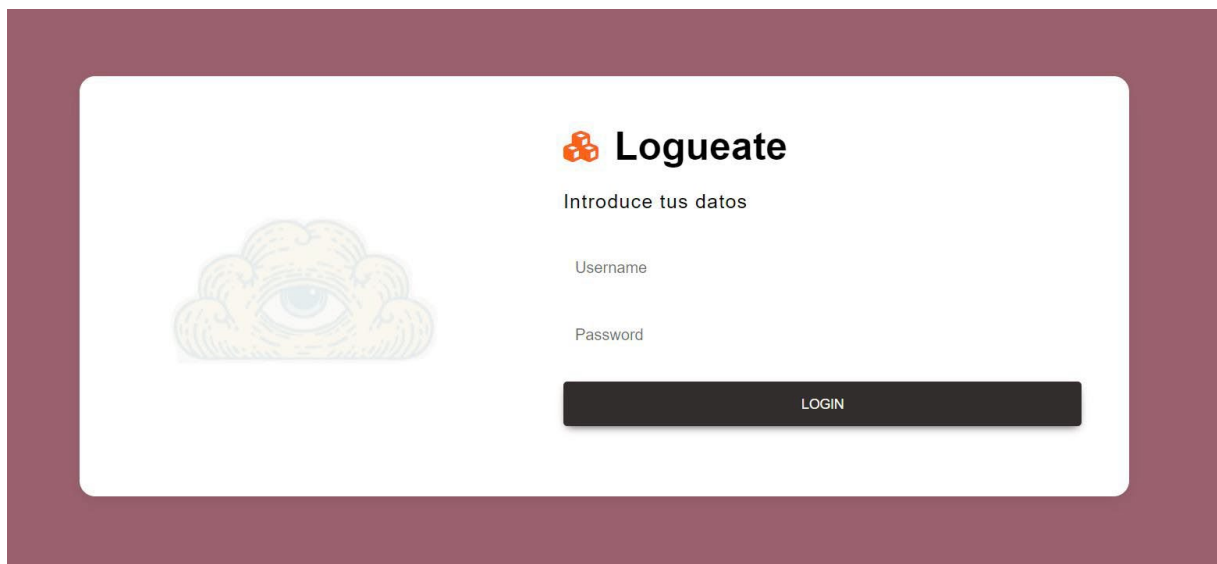 Logueate
Introduce tus datos
Username
Password
LOGIN